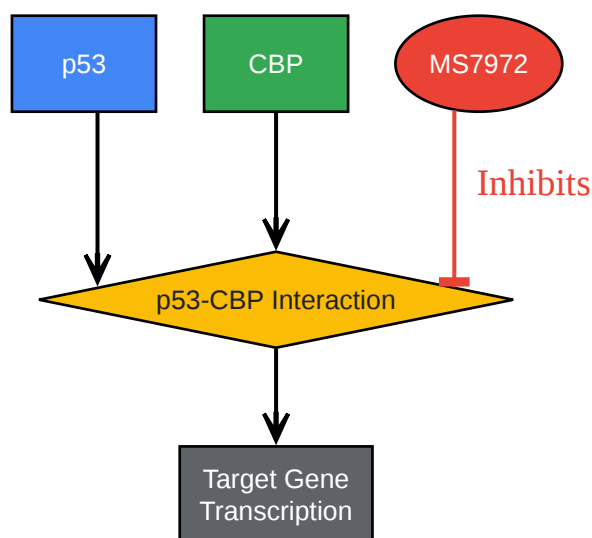 p53
CBP
MS7972
Inhibits
p53-CBP Interaction
Target Gene
Transcription